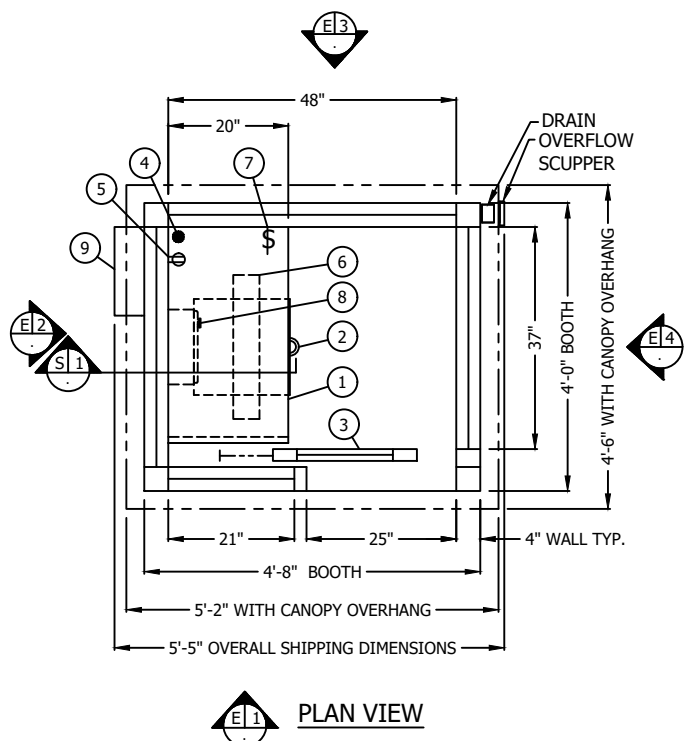 E 3
.
48"
20"
DRAIN
OVERFLOW
SCUPPER
4
7
5
9
S
6
8
2
1
3
E 2
.
S 1
.
E 4
.
37"
4'-0" BOOTH
4'-6" WITH CANOPY OVERHANG
21"
25"
4" WALL TYP.
4'-8" BOOTH
5'-2" WITH CANOPY OVERHANG
5'-5" OVERALL SHIPPING DIMENSIONS
E 1
.
PLAN VIEW